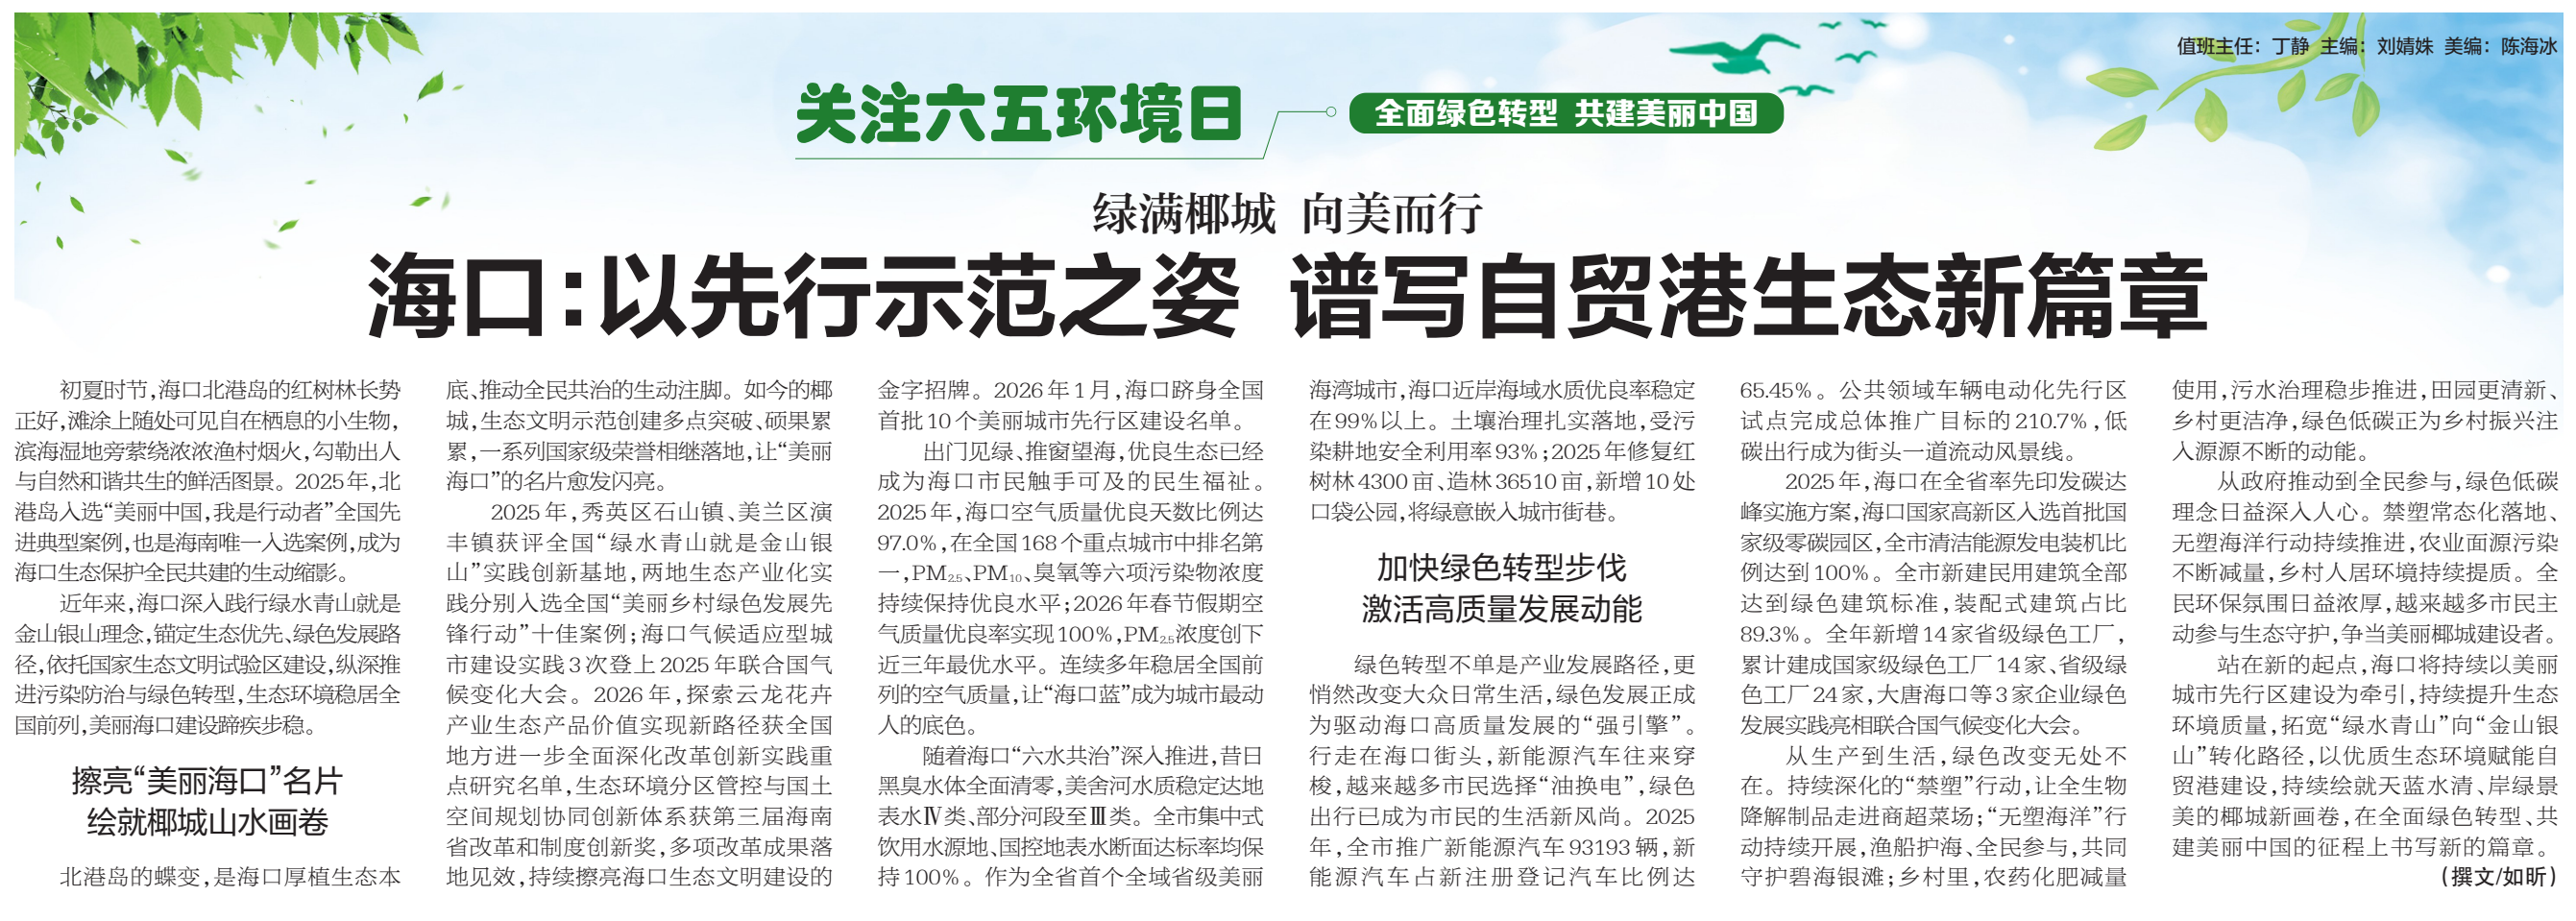 值班主任：丁静 主编：刘婧姝 美编：陈海冰
关注六五环境日
全面绿色转型 共建美丽中国
绿满椰城 向美而行
海口：以先行示范之姿 谱写自贸港生态新篇章
初夏时节，海口北港岛的红树林长势
正好，滩涂上随处可见自在栖息的小生物，
滨海湿地旁萦绕浓浓渔村烟火，勾勒出人
与自然和谐共生的鲜活图景。2025年，北
港岛入选“美丽中国，我是行动者”全国先
进典型案例，也是海南唯一入选案例，成为
海口生态保护全民共建的生动缩影。
近年来，海口深入践行绿水青山就是
金山银山理念，锚定生态优先、绿色发展路
径，依托国家生态文明试验区建设，纵深推
进污染防治与绿色转型，生态环境稳居全
国前列，美丽海口建设蹄疾步稳。
擦亮“美丽海口”名片
绘就椰城山水画卷
北港岛的蝶变，是海口厚植生态本
底、推动全民共治的生动注脚。如今的椰
城，生态文明示范创建多点突破、硕果累
累，一系列国家级荣誉相继落地，让“美丽
海口”的名片愈发闪亮。
2025年，秀英区石山镇、美兰区演
丰镇获评全国“绿水青山就是金山银
山”实践创新基地，两地生态产业化实
践分别入选全国“美丽乡村绿色发展先
锋行动”十佳案例；海口气候适应型城
市建设实践3次登上2025年联合国气
候变化大会。2026年，探索云龙花卉
产业生态产品价值实现新路径获全国
地方进一步全面深化改革创新实践重
点研究名单，生态环境分区管控与国土
空间规划协同创新体系获第三届海南
省改革和制度创新奖，多项改革成果落
地见效，持续擦亮海口生态文明建设的
金字招牌。2026年1月，海口跻身全国
首批10个美丽城市先行区建设名单。
出门见绿、推窗望海，优良生态已经
成为海口市民触手可及的民生福祉。
2025年，海口空气质量优良天数比例达
97.0%，在全国168个重点城市中排名第
一，PM2.5、PM10、臭氧等六项污染物浓度
持续保持优良水平；2026年春节假期空
气质量优良率实现100%，PM2.5浓度创下
近三年最优水平。连续多年稳居全国前
列的空气质量，让“海口蓝”成为城市最动
人的底色。
随着海口“六水共治”深入推进，昔日
黑臭水体全面清零，美舍河水质稳定达地
表水Ⅳ类、部分河段至Ⅲ类。全市集中式
饮用水源地、国控地表水断面达标率均保
持100%。作为全省首个全域省级美丽
海湾城市，海口近岸海域水质优良率稳定
在99%以上。土壤治理扎实落地，受污
染耕地安全利用率93%；2025年修复红
树林4300亩、造林36510亩，新增10处
口袋公园，将绿意嵌入城市街巷。
加快绿色转型步伐
激活高质量发展动能
绿色转型不单是产业发展路径，更
悄然改变大众日常生活，绿色发展正成
为驱动海口高质量发展的“强引擎”。
行走在海口街头，新能源汽车往来穿
梭，越来越多市民选择“油换电”，绿色
出行已成为市民的生活新风尚。2025
年，全市推广新能源汽车93193辆，新
能源汽车占新注册登记汽车比例达
65.45%。公共领域车辆电动化先行区
试点完成总体推广目标的210.7%，低
碳出行成为街头一道流动风景线。
2025年，海口在全省率先印发碳达
峰实施方案，海口国家高新区入选首批国
家级零碳园区，全市清洁能源发电装机比
例达到100%。全市新建民用建筑全部
达到绿色建筑标准，装配式建筑占比
89.3%。全年新增14家省级绿色工厂，
累计建成国家级绿色工厂14家、省级绿
色工厂24家，大唐海口等3家企业绿色
发展实践亮相联合国气候变化大会。
从生产到生活，绿色改变无处不
在。持续深化的“禁塑”行动，让全生物
降解制品走进商超菜场；“无塑海洋”行
动持续开展，渔船护海、全民参与，共同
守护碧海银滩；乡村里，农药化肥减量
使用，污水治理稳步推进，田园更清新、
乡村更洁净，绿色低碳正为乡村振兴注
入源源不断的动能。
从政府推动到全民参与，绿色低碳
理念日益深入人心。禁塑常态化落地、
无塑海洋行动持续推进，农业面源污染
不断减量，乡村人居环境持续提质。全
民环保氛围日益浓厚，越来越多市民主
动参与生态守护，争当美丽椰城建设者。
站在新的起点，海口将持续以美丽
城市先行区建设为牵引，持续提升生态
环境质量，拓宽“绿水青山”向“金山银
山”转化路径，以优质生态环境赋能自
贸港建设，持续绘就天蓝水清、岸绿景
美的椰城新画卷，在全面绿色转型、共
建美丽中国的征程上书写新的篇章。
（撰文/如昕）